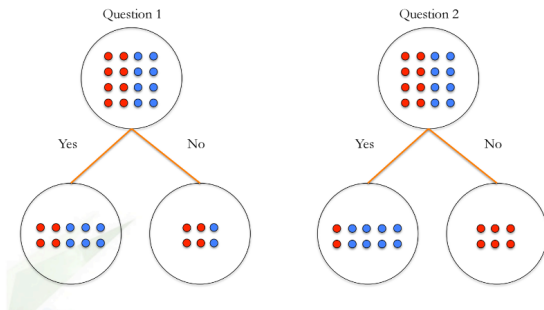 Question 1
Question 2
Yes
No
Yes
No